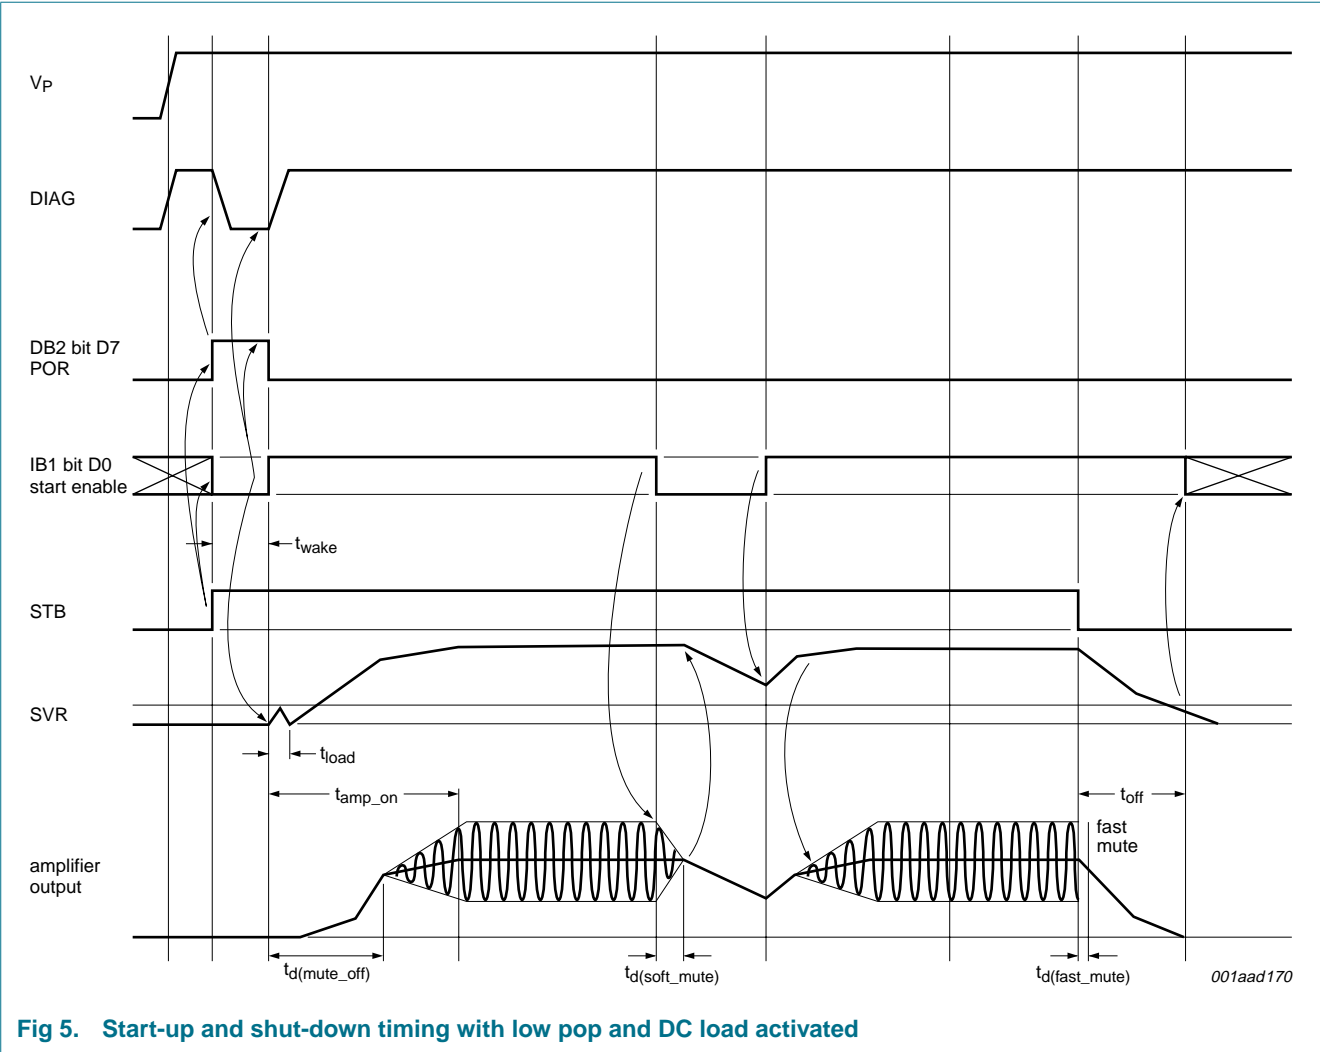 VP
DIAG
DB2 bit D7
POR
IB1 bit D0
start enable
twake
STB
SVR
tload
tamp_on
toff
fast
mute
amplifier
output
td(mute_off)
td(soft_mute)
td(fast_mute)
001aad170
Fig 5. Start-up and shut-down timing with low pop and DC load activated